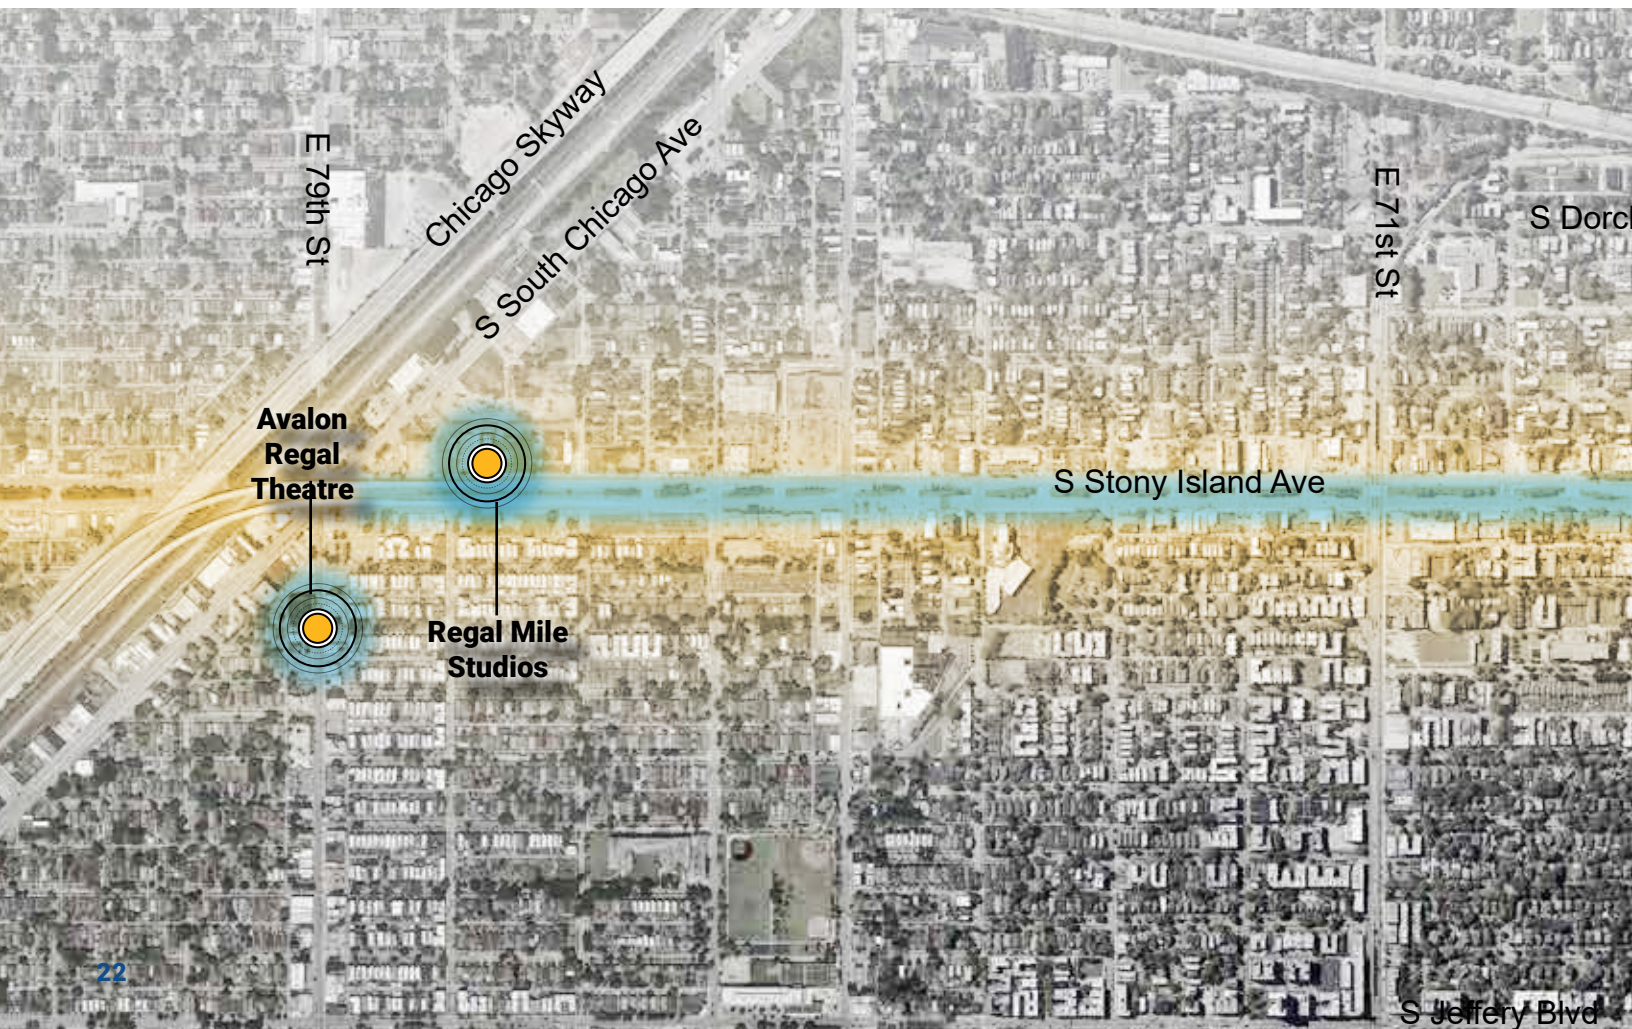 Chicago Skyway
S South Chicago Ave
E 79th St
E 71st St
S Dorch
Avalon
Regal
Theatre
S Stony Island Ave
Regal Mile
Studios
22
S Jeffery Blvd